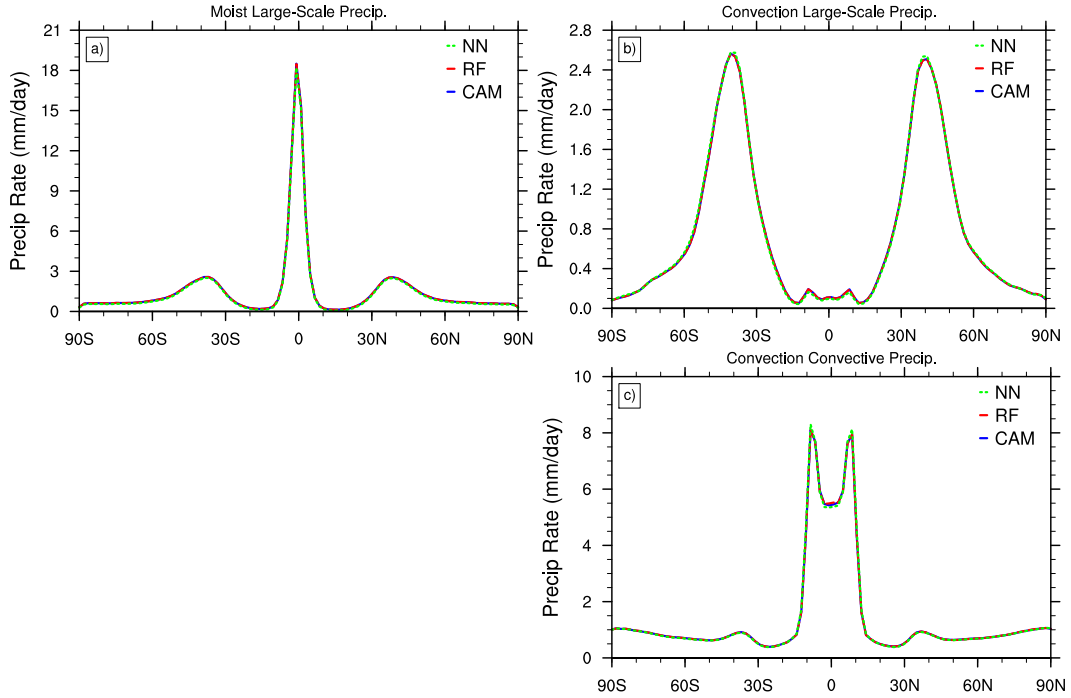 Moist Large-Scale Precip.
a)
NN
RF
CAM
Precip Rate (mm/day)
21
18
15
12
9
6
3
0
90S 60S 30S 0 30N 60N 90N
Convection Large-Scale Precip.
b)
NN
RF
CAM
Precip Rate (mm/day)
2.8
2.4
2.0
1.6
1.2
0.8
0.4
0.0
90S 60S 30S 0 30N 60N 90N
Convection Convective Precip.
c)
NN
RF
CAM
Precip Rate (mm/day)
10
8
6
4
2
0
90S 60S 30S 0 30N 60N 90N